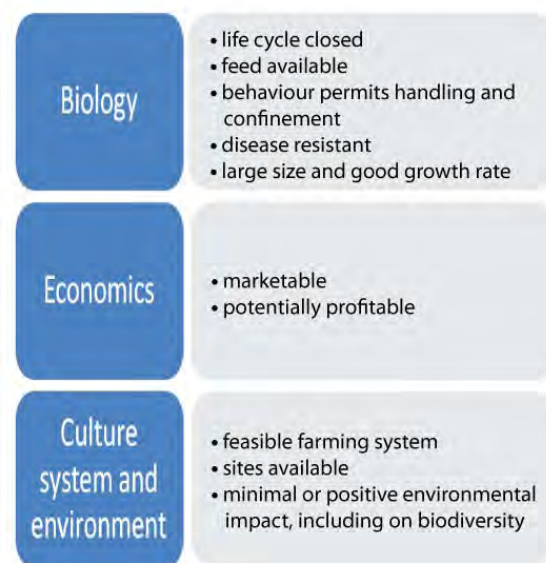 Biology
• life cycle closed
• feed available
• behaviour permits handling and
confinement
• disease resistant
• large size and good growth rate
Economics
• marketable
• potentially profitable
Culture
system and
environment
• feasible farming system
• sites available
• minimal or positive environmental
impact, including on biodiversity